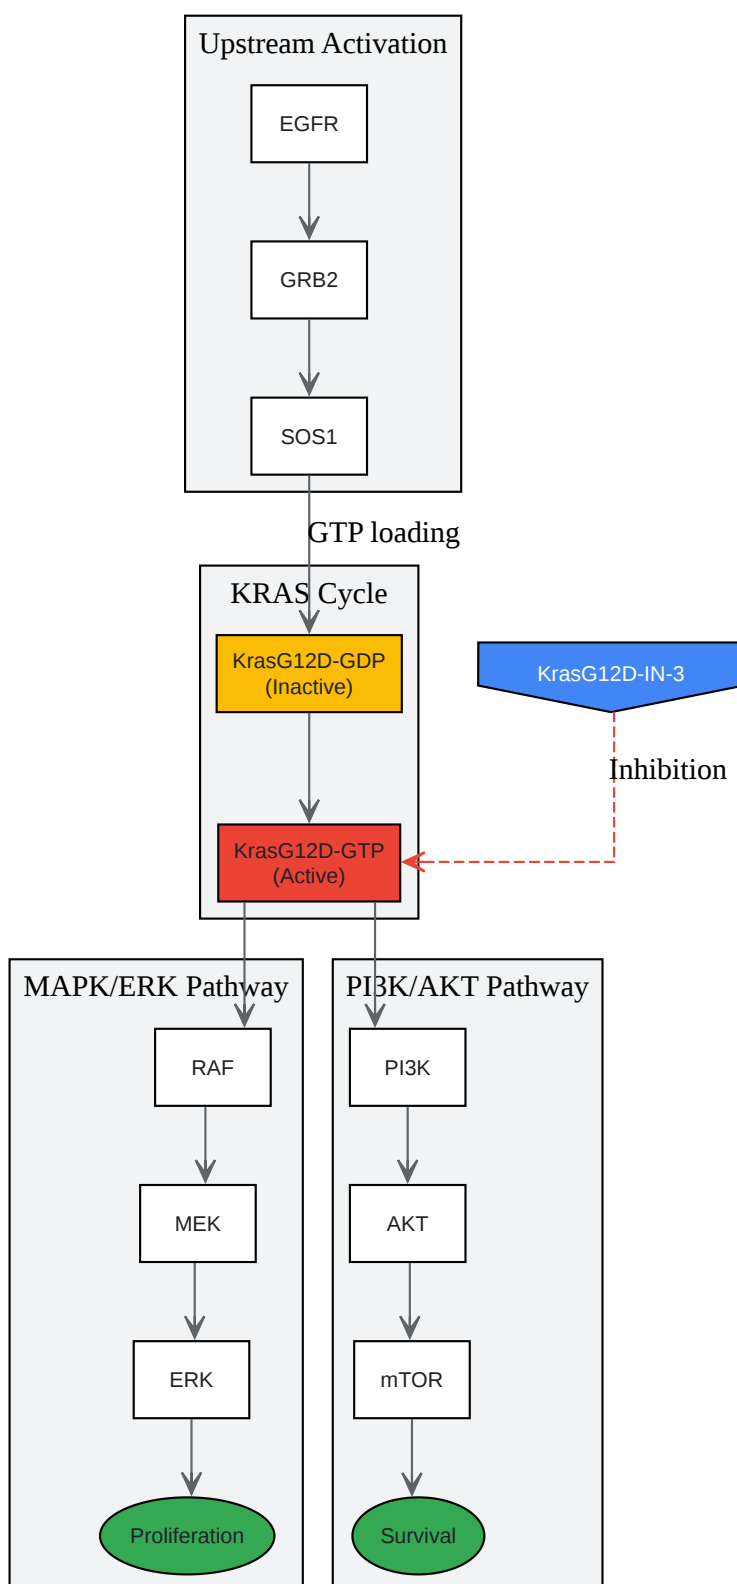 Upstream Activation
EGFR
GRB2
SOS1
GTP loading
KRAS Cycle
KrasG12D-GDP
(Inactive)
KrasG12D-IN-3
Inhibition
KrasG12D-GTP
(Active)
MAPK/ERK Pathway
PI3K/AKT Pathway
RAF
PI3K
MEK
AKT
ERK
mTOR
Proliferation
Survival